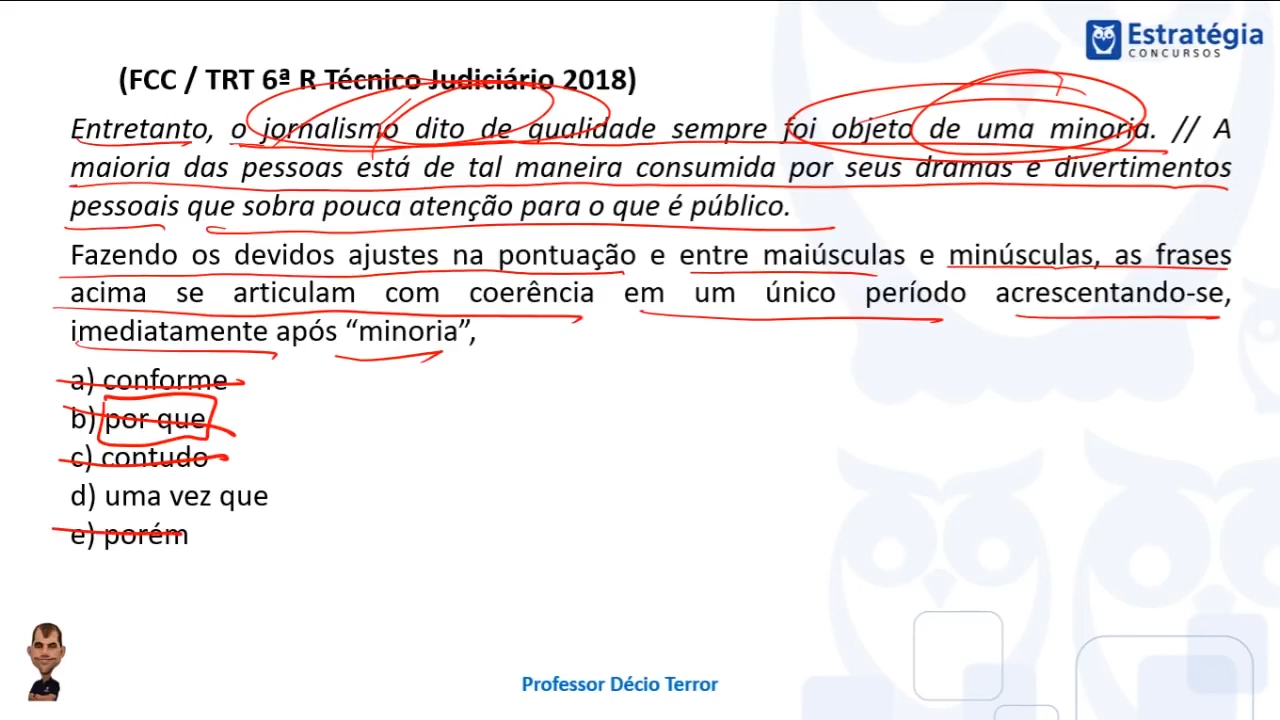 Estratégia
CONCURSOS
(FCC / TRT 6ª R Técnico Judiciário 2018)
Entretanto, o jornalismo dito de qualidade sempre foi objeto de uma minoria. // A
maioria das pessoas está de tal maneira consumida por seus dramas e divertimentos
pessoais que sobra pouca atenção para o que é público.
Fazendo os devidos ajustes na pontuação e entre maiúsculas e minúsculas, as frases
acima se articulam com coerência em um único período acrescentando-se,
imediatamente após “minoria”,
a) conforme
b) por que
c) contudo
d) uma vez que
e) porém
Professor Décio Terror